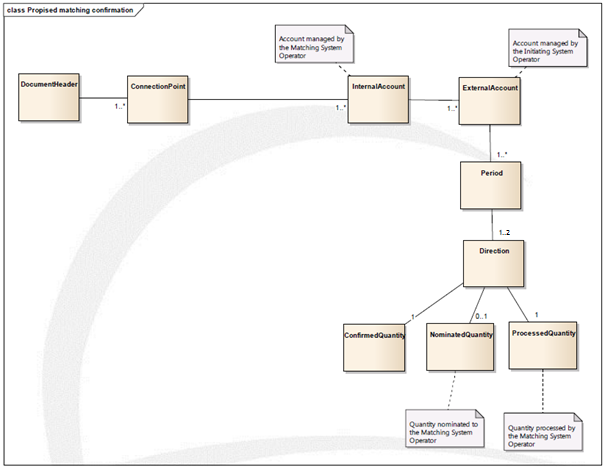 class Propised matching confirmation
Account managed by
the Matching System
Operator
Account managed by
the Initiating System
Operator
DocumentHeader
ConnectionPoint
InternalAccount
ExternalAccount
1..*
1..*
1..*
1..*
Period
1..2
Direction
1
0..1
1
ConfirmedQuantity
NominatedQuantity
ProcessedQuantity
Quantity nominated to
the Matching System
Operator
Quantity processed by
the Matching System
Operator